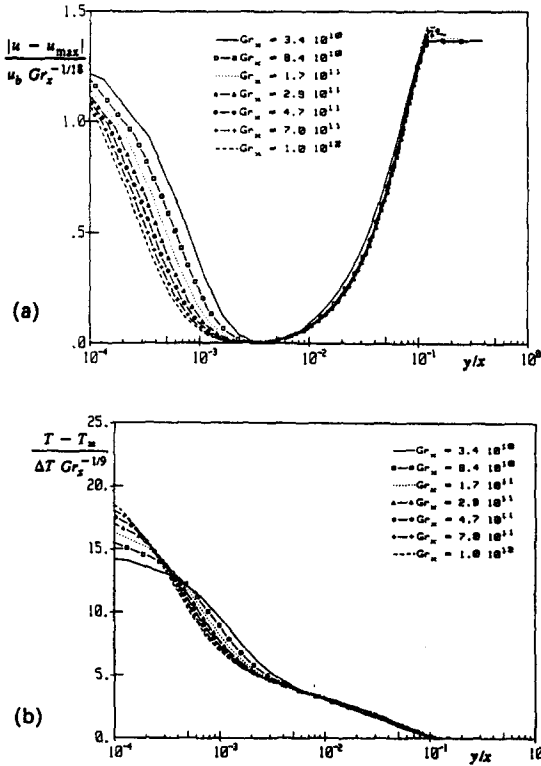 |u − u_max|
u_b Gr_x^{-1/18}
1.5
1.0
.5
.0
Gr_x = 3.4 10^10
Gr_x = 8.4 10^10
Gr_x = 1.7 10^11
Gr_x = 2.9 10^11
Gr_x = 4.7 10^11
Gr_x = 7.0 10^11
Gr_x = 1.0 10^12
(a)
10^-4 10^-3 10^-2 10^-1 10^0
y/x
T − T_∞
ΔT Gr_x^{-1/9}
25.
20.
15.
10.
5.
0.
Gr_x = 3.4 10^10
Gr_x = 8.4 10^10
Gr_x = 1.7 10^11
Gr_x = 2.9 10^11
Gr_x = 4.7 10^11
Gr_x = 7.0 10^11
Gr_x = 1.0 10^12
(b)
10^-4 10^-3 10^-2 10^-1 10^0
y/x